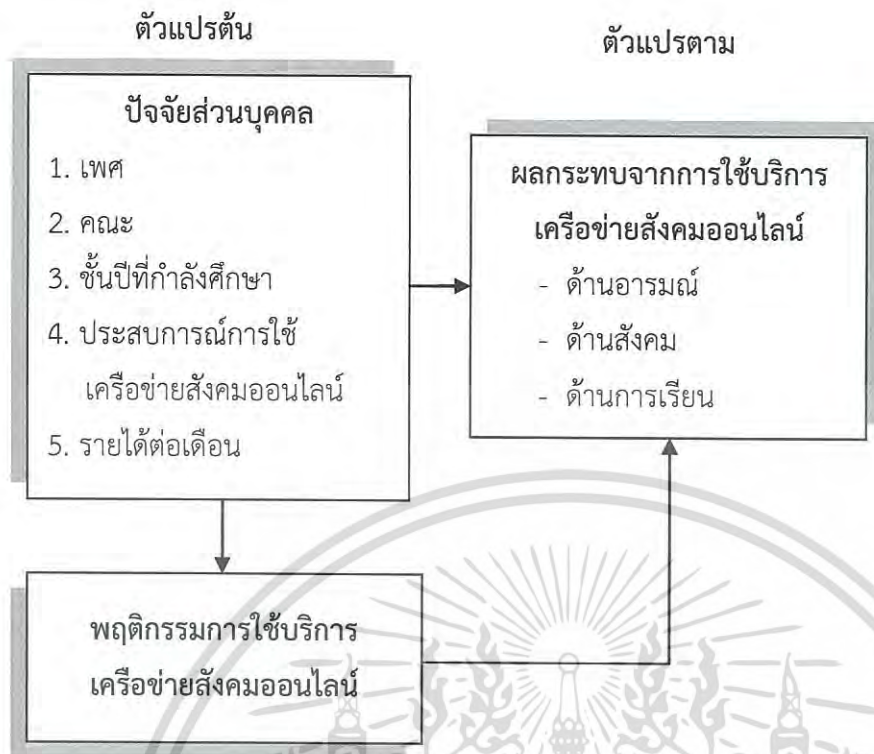 ตัวแปรต้น
ปัจจัยส่วนบุคคล
1. เพศ
2. คณะ
3. ชั้นปีที่กำลังศึกษา
4. ประสบการณ์การใช้
เครือข่ายสังคมออนไลน์
5. รายได้ต่อเดือน
พฤติกรรมการใช้บริการ
เครือข่ายสังคมออนไลน์
ตัวแปรตาม
ผลกระทบจากการใช้บริการ
เครือข่ายสังคมออนไลน์
- ด้านอารมณ์
- ด้านสังคม
- ด้านการเรียน